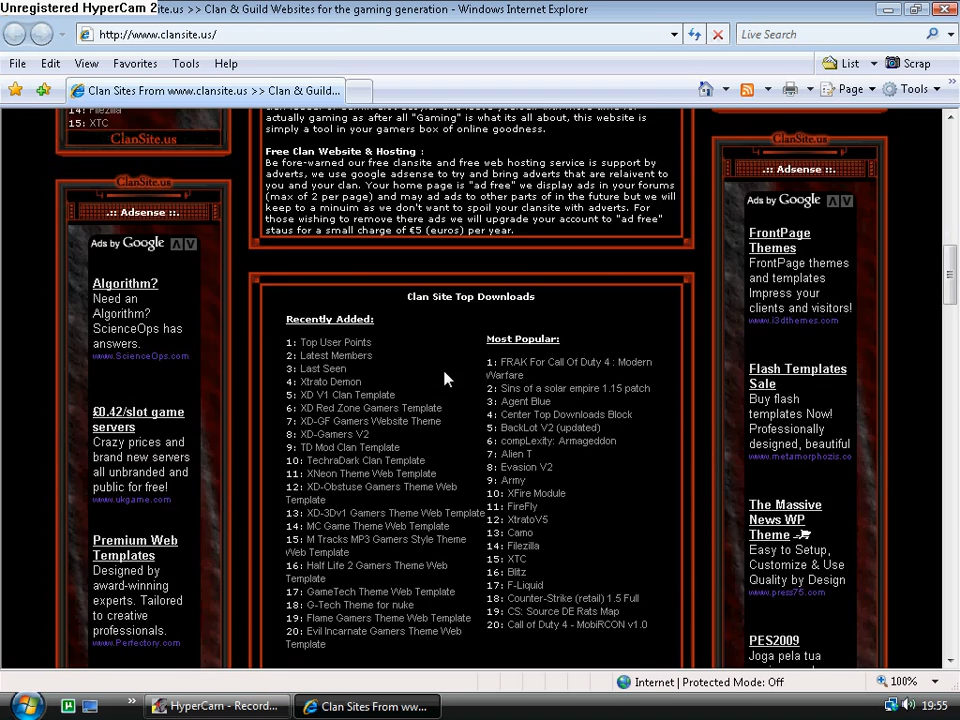 Unregistered HyperCam 2
ite.us >> Clan & Guild Websites for the gaming generation - Windows Internet Explorer
http://www.clansite.us/
Live Search
File Edit View Favorites Tools Help
List Scrap
Clan Sites From www.clansite.us >> Clan & Guild...
Page Tools
15: XTC
ClanSite.us
actually gaming as after all "Gaming" is what its all about, this website is
simply a tool in your gamers box of online goodness.
Free Clan Website & Hosting :
Be fore-warned our free clansite and free web hosting service is support by
adverts, we use google adsense to try and bring adverts that are relaivent to
you and your clan. Your home page is "ad free" we display ads in your forums
(max of 2 per page) and may ad ads to other parts of in the future but we will
keep to a minuim as we don't want to spoil your clansite with adverts. For
those wishing to remove there ads we will upgrade your account to "ad free"
staus for a small charge of €5 (euros) per year.
ClanSite.us
.:: Adsense ::.
Ads by Google
Algorithm?
Need an
Algorithm?
ScienceOps has
answers.
www.ScienceOps.com
£0.42/slot game
servers
Crazy prices and
brand new servers
all unbranded and
public for free!
www.ukgame.com
Premium Web
Templates
Designed by
award-winning
experts. Tailored
to creative
professionals.
www.Perfectory.com
Clan Site Top Downloads
Recently Added:
1: Top User Points
2: Latest Members
3: Last Seen
4: Xtrato Demon
5: XD V1 Clan Template
6: XD Red Zone Gamers Template
7: XD-GF Gamers Website Theme
8: XD-Gamers V2
9: TD Mod Clan Template
10: TechraDark Clan Template
11: XNeon Theme Web Template
12: XD-Obstuse Gamers Theme Web
Template
13: XD-3Dv1 Gamers Theme Web Template
14: MC Game Theme Web Template
15: M Tracks MP3 Gamers Style Theme
Web Template
16: Half Life 2 Gamers Theme Web
Template
17: GameTech Theme Web Template
18: G-Tech Theme for nuke
19: Flame Gamers Theme Web Template
20: Evil Incarnate Gamers Theme Web
Template
Most Popular:
1: FRAK For Call Of Duty 4 : Modern
Warfare
2: Sins of a solar empire 1.15 patch
3: Agent Blue
4: Center Top Downloads Block
5: BackLot V2 (updated)
6: compLexity: Armageddon
7: Alien T
8: Evasion V2
9: Army
10: XFire Module
11: FireFly
12: XtratoV5
13: Camo
14: Filezilla
15: XTC
16: Blitz
17: F-Liquid
18: Counter-Strike (retail) 1.5 Full
19: CS: Source DE Rats Map
20: Call of Duty 4 - MobiRCON v1.0
ClanSite.us
.:: Adsense ::.
Ads by Google
FrontPage
Themes
FrontPage themes
and templates
Impress your
clients and visitors!
www.i3dthemes.com
Flash Templates
Sale
Buy flash
templates Now!
Professionally
designed, beautiful
www.metamorphozis.co
The Massive
News WP
Theme
Easy to Setup,
Customize & Use
Quality by Design
www.press75.com
PES2009
Joga pela tua
Internet | Protected Mode: Off
100%
HyperCam - Record...
Clan Sites From ww...
19:55